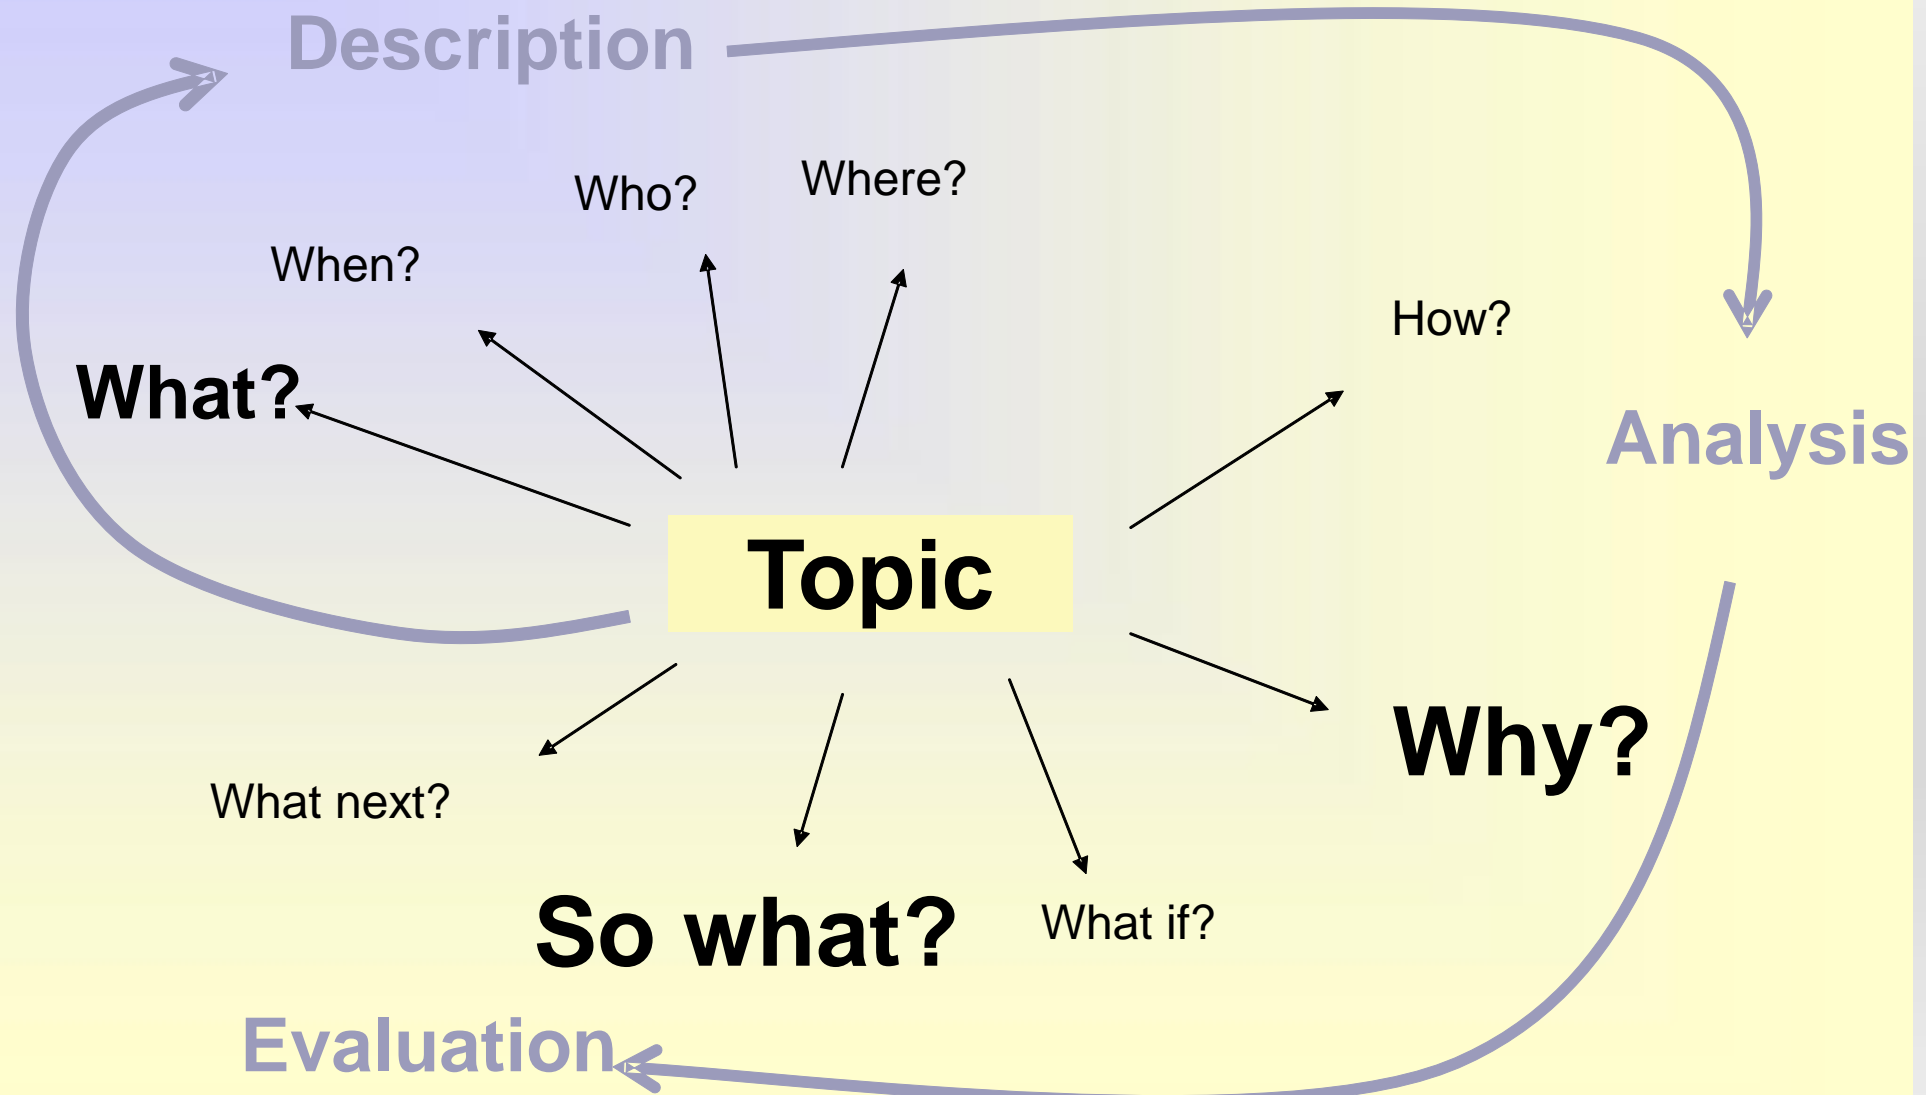 Description
Who?
Where?
When?
How?
What?
Analysis
Topic
Why?
What next?
So what?
What if?
Evaluation